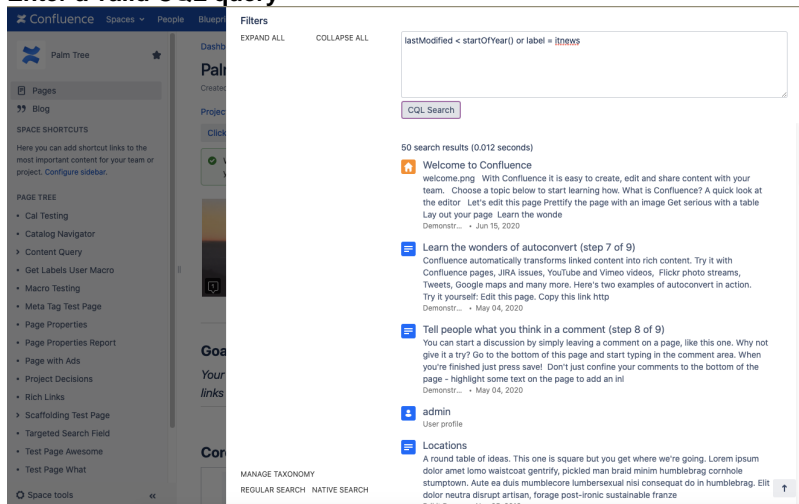 Enter a valid CQL query
Confluence Spaces People Bluepri
Palm Tree
Pages
Blog
SPACE SHORTCUTS
Here you can add shortcut links to the
most important content for your team or
project. Configure sidebar.
PAGE TREE
Cal Testing
Catalog Navigator
Content Query
Get Labels User Macro
Macro Testing
Meta Tag Test Page
Page Properties
Page Properties Report
Page with Ads
Project Decisions
Rich Links
Scaffolding Test Page
Targeted Search Field
Test Page Awesome
Test Page What
Space tools
Dashb
Palr
Created
Projec
Click
Goa
Your
links
Cor
Filters
EXPAND ALL COLLAPSE ALL
lastModified < startOfYear() or label = itnews
CQL Search
50 search results (0.012 seconds)
Welcome to Confluence
welcome.png With Confluence it is easy to create, edit and share content with your
team. Choose a topic below to start learning how. What is Confluence? A quick look at
the editor Let's edit this page Prettify the page with an image Get serious with a table
Lay out your page Learn the wonde
Demonstr... • Jun 15, 2020
Learn the wonders of autoconvert (step 7 of 9)
Confluence automatically transforms linked content into rich content. Try it with
Confluence pages, JIRA issues, YouTube and Vimeo videos, Flickr photo streams,
Tweets, Google maps and many more. Here's two examples of autoconvert in action.
Try it yourself: Edit this page. Copy this link http
Demonstr... • May 04, 2020
Tell people what you think in a comment (step 8 of 9)
You can start a discussion by simply leaving a comment on a page, like this one. Why not
give it a try? Go to the bottom of this page and start typing in the comment area. When
you're finished just press save! Don't just confine your comments to the bottom of the
page - highlight some text on the page to add an inl
Demonstr... • May 04, 2020
admin
User profile
Locations
A round table of ideas. This one is square but you get where we're going. Lorem ipsum
dolor amet lomo waistcoat gentrify, pickled man braid minim humblebrag cornhole
stumptown. Aute ea duis mumblecore lumbersexual nisi consequat do in humblebrag. Elit
dolor neutra disrupt artisan, forage post-ironic sustainable franze
MANAGE TAXONOMY
REGULAR SEARCH NATIVE SEARCH